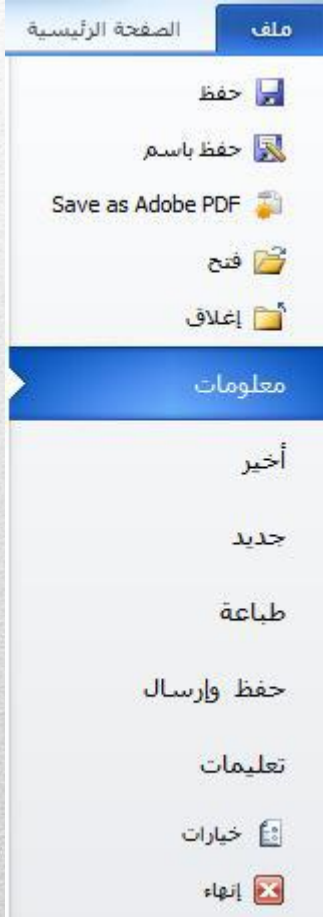 ملف الصفحة الرئيسية
حفظ
حفظ باسم
Save as Adobe PDF
فتح
إغلاق
معلومات
أخير
جديد
طباعة
حفظ وإرسال
تعليمات
خيارات
إنهاء